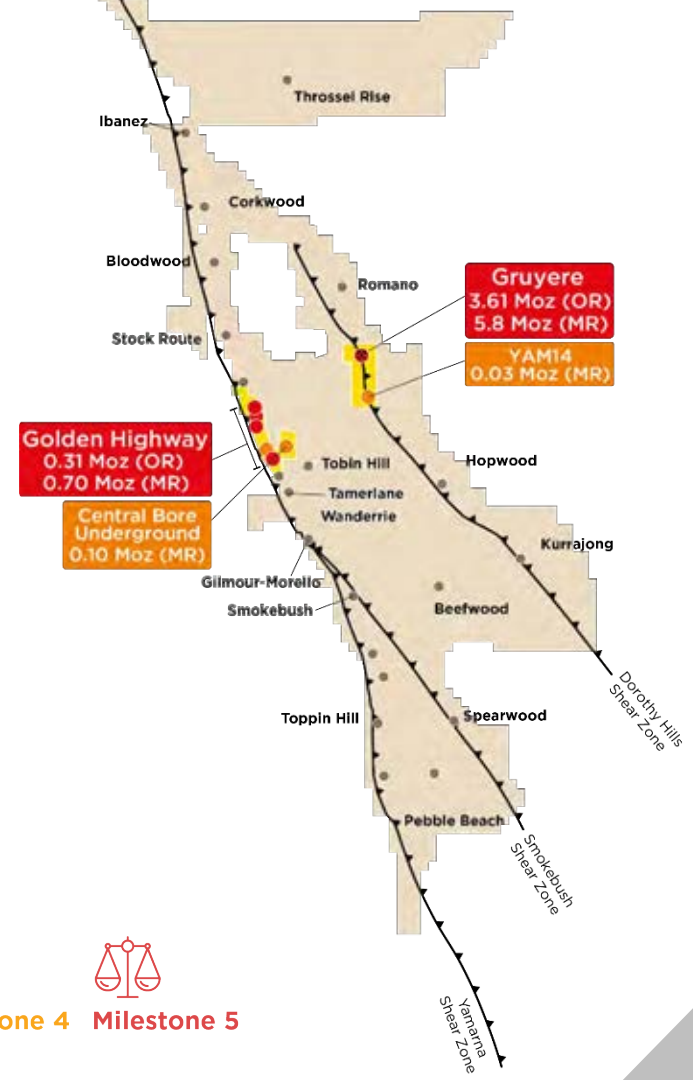 Throssel Rise
Ibanez
Corkwood
Bloodwood
Romano
Gruyere
3.61 Moz (OR)
5.8 Moz (MR)
Stock Route
YAM14
0.03 Moz (MR)
Golden Highway
0.31 Moz (OR)
0.70 Moz (MR)
Tobin Hill
Hopwood
Tamerlane
Central Bore
Underground
0.10 Moz (MR)
Wanderrie
Kurrajong
Gilmour-Morello
Smokebush
Beefwood
Dorothy Hills
Shear Zone
Toppin Hill
Spearwood
Pebble Beach
Smokebush
Shear Zone
Yamarna
Shear Zone
one 4 Milestone 5